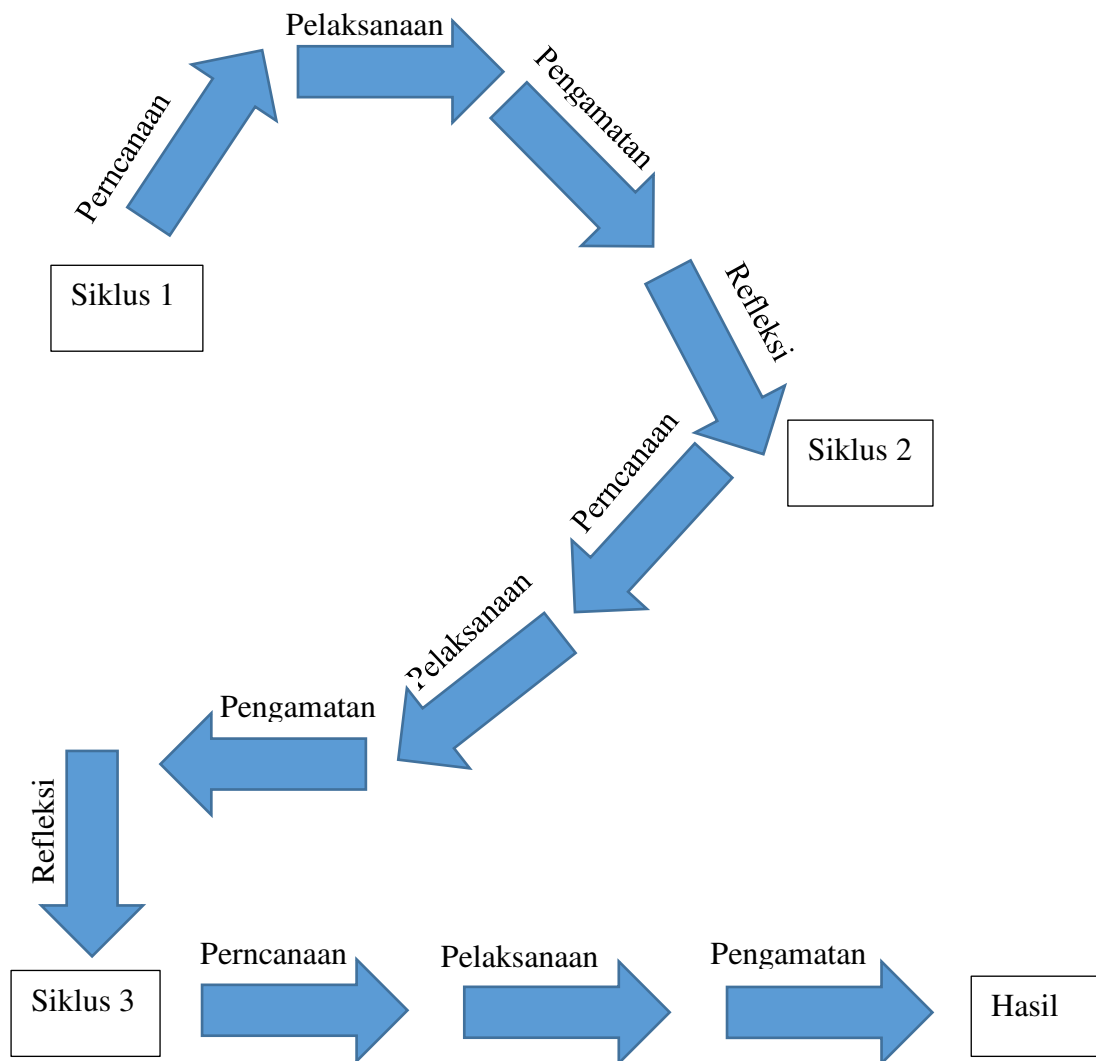 Pelaksanaan
Pengamatan
Perncanaan
Siklus 1
Refleksi
Siklus 2
Perncanaan
Pelaksanaan
Pengamatan
Refleksi
Siklus 3
Perncanaan
Pelaksanaan
Pengamatan
Hasil